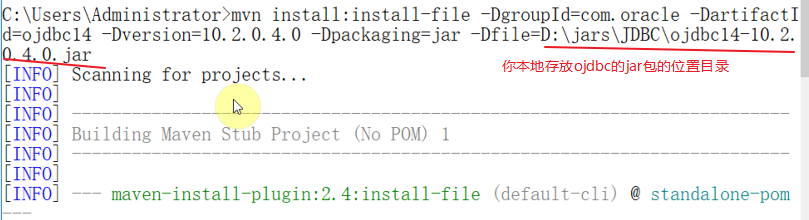 C:\Users\Administrator>mvn install:install-file -DgroupId=com.oracle -DartifactI
d=ojdbc14 -Dversion=10.2.0.4.0 -Dpackaging=jar -Dfile=D:\jars\JDBC\ojdbc14-10.2.
0.4.0.jar
你本地存放ojdbc的jar包的位置目录
[INFO] Scanning for projects...
[INFO]
[INFO] ------------------------------------------------------------------------
[INFO] Building Maven Stub Project (No POM) 1
[INFO] ------------------------------------------------------------------------
[INFO]
[INFO] --- maven-install-plugin:2.4:install-file (default-cli) @ standalone-pom
---